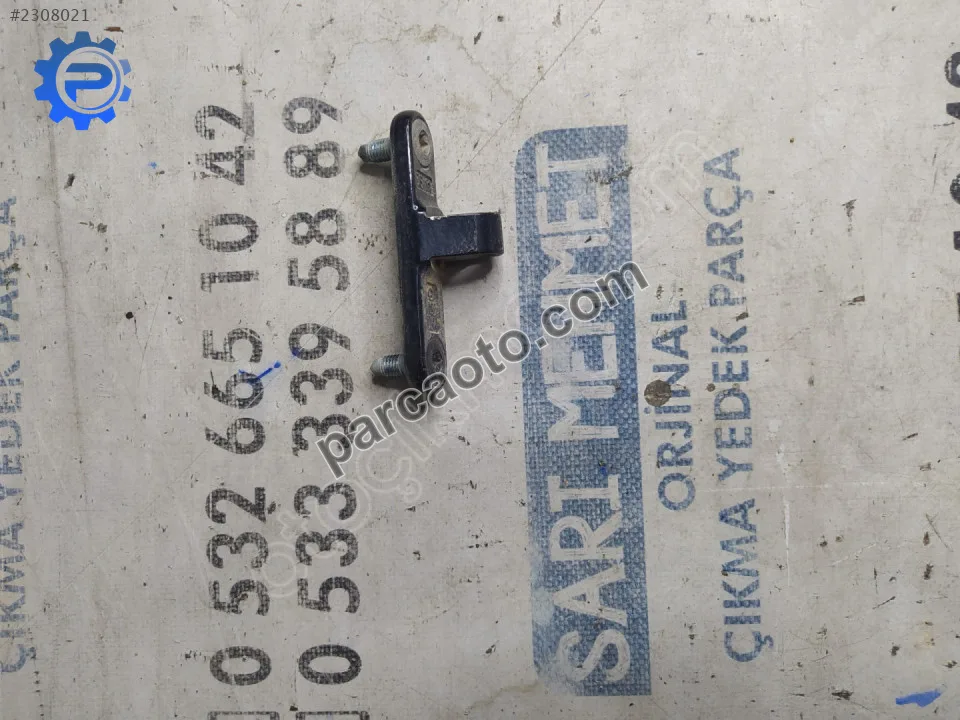 #2308021
P
0 532 665 10 42
0 533 339 58 89
SART MEHMET
ORJİNAL
ÇIKMA YEDEK PARÇA
ÇIKMA YEDEK PARÇA
parcaoto.com